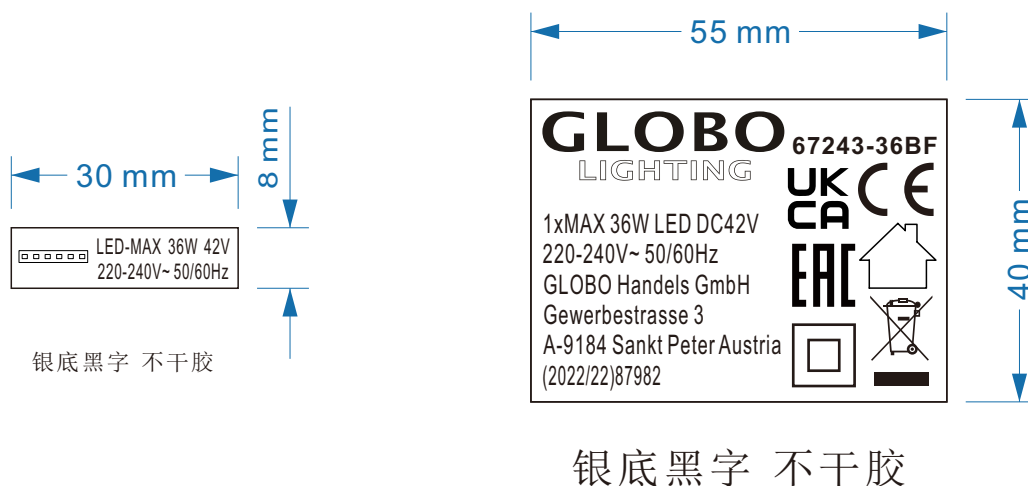 30 mm
8 mm
LED-MAX 36W 42V
220-240V~ 50/60Hz
银底黑字 不干胶
55 mm
40 mm
GLOBO
LIGHTING
67243-36BF
UK
CA
CE
EAC
1xMAX 36W LED DC42V
220-240V~ 50/60Hz
GLOBO Handels GmbH
Gewerbestrasse 3
A-9184 Sankt Peter Austria
(2022/22)87982
银底黑字 不干胶